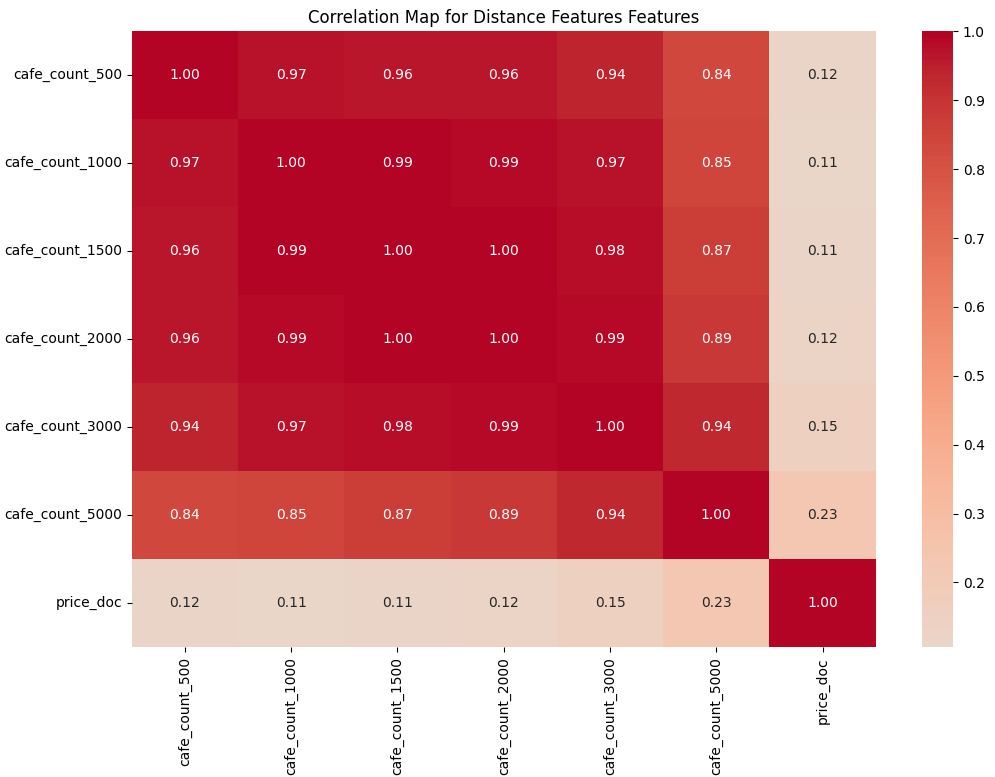 Correlation Map for Distance Features Features
cafe_count_500 1.00 0.97 0.96 0.96 0.94 0.84 0.12
cafe_count_1000 0.97 1.00 0.99 0.99 0.97 0.85 0.11
cafe_count_1500 0.96 0.99 1.00 1.00 0.98 0.87 0.11
cafe_count_2000 0.96 0.99 1.00 1.00 0.99 0.89 0.12
cafe_count_3000 0.94 0.97 0.98 0.99 1.00 0.94 0.15
cafe_count_5000 0.84 0.85 0.87 0.89 0.94 1.00 0.23
price_doc 0.12 0.11 0.11 0.12 0.15 0.23 1.00
cafe_count_500
cafe_count_1000
cafe_count_1500
cafe_count_2000
cafe_count_3000
cafe_count_5000
price_doc
1.0
0.9
0.8
0.7
0.6
0.5
0.4
0.3
0.2